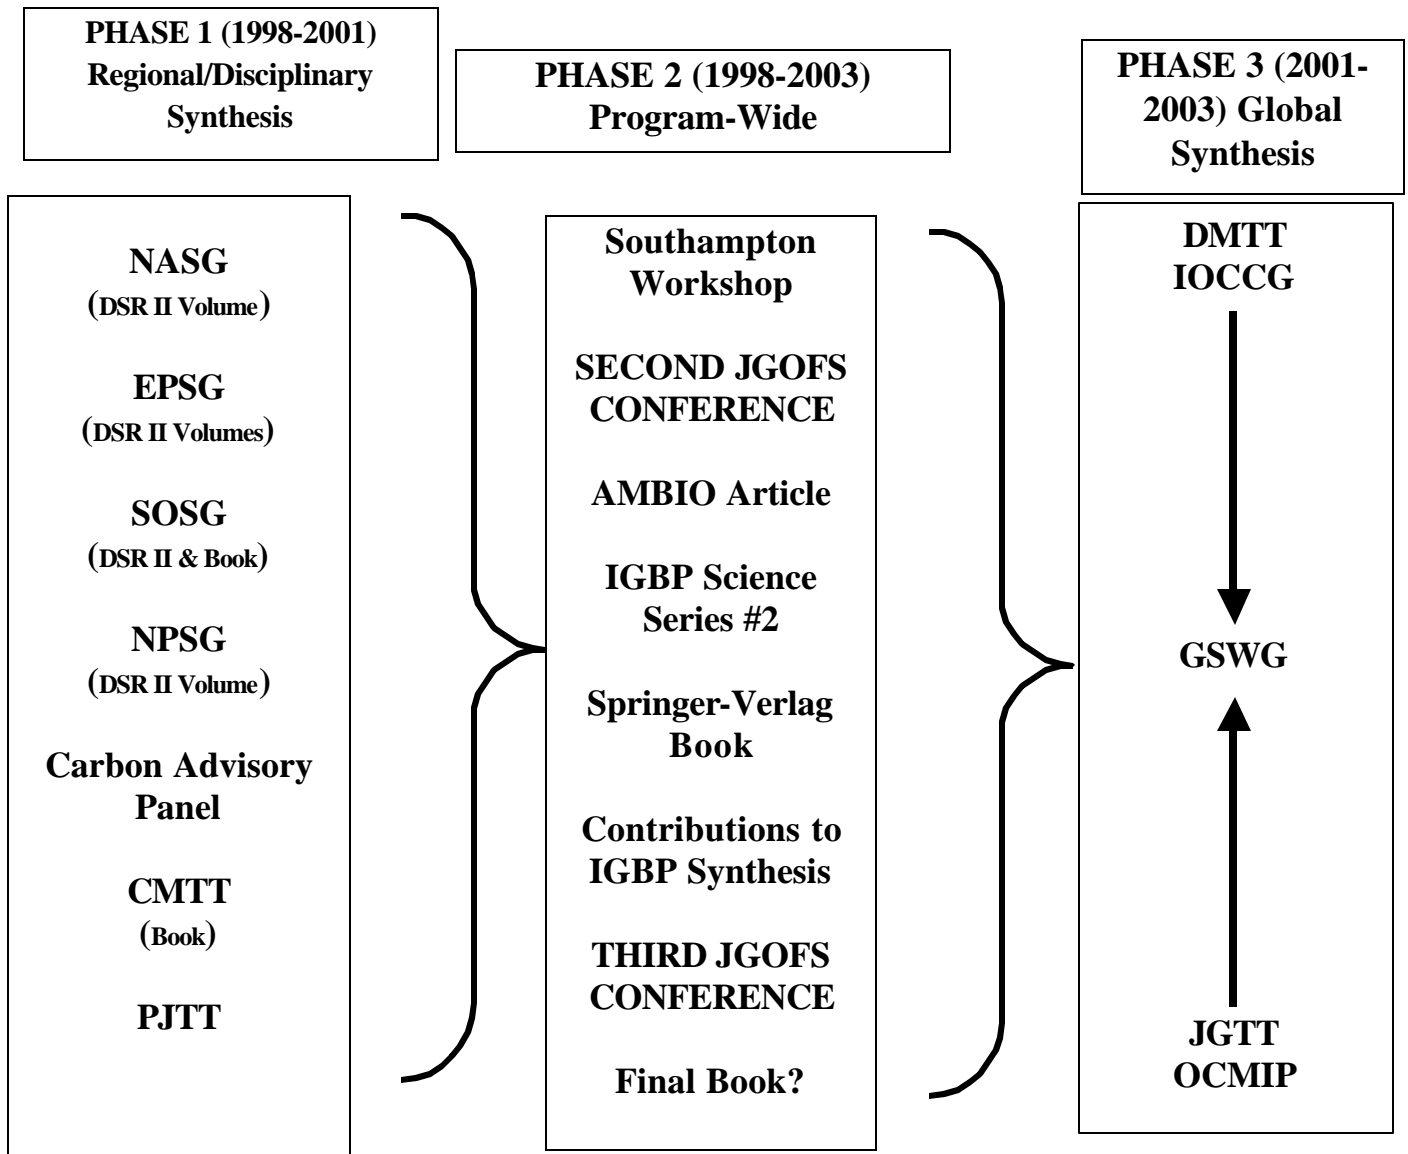 PHASE 1 (1998-2001)
Regional/Disciplinary
Synthesis
PHASE 2 (1998-2003)
Program-Wide
PHASE 3 (2001-
2003) Global
Synthesis
NASG
(DSR II Volume)
EPSG
(DSR II Volumes)
SOSG
(DSR II & Book)
NPSG
(DSR II Volume)
Carbon Advisory
Panel
CMTT
(Book)
PJTT
Southampton
Workshop
SECOND JGOFS
CONFERENCE
AMBIO Article
IGBP Science
Series #2
Springer-Verlag
Book
Contributions to
IGBP Synthesis
THIRD JGOFS
CONFERENCE
Final Book?
DMTT
IOCCG
GSWG
JGTT
OCMIP